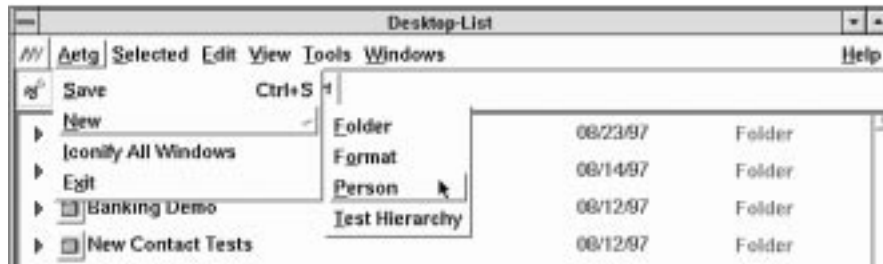 Desktop-List
Aetg Selected Edit View Tools Windows Help
Save Ctrl+S
New
Iconify All Windows
Exit
Folder
Format
Person
Test Hierarchy
08/23/97 Folder
08/14/97 Folder
Banking Demo 08/12/97 Folder
New Contact Tests 08/12/97 Folder